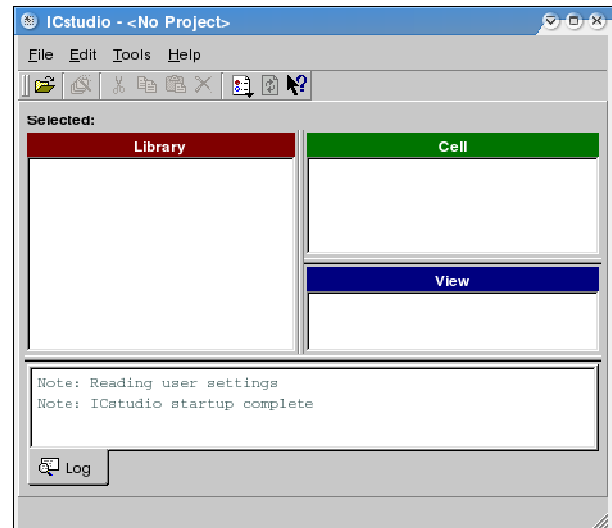 ICstudio - <No Project>
File Edit Tools Help
Selected:
Library
Cell
View
Note: Reading user settings
Note: ICstudio startup complete
Log